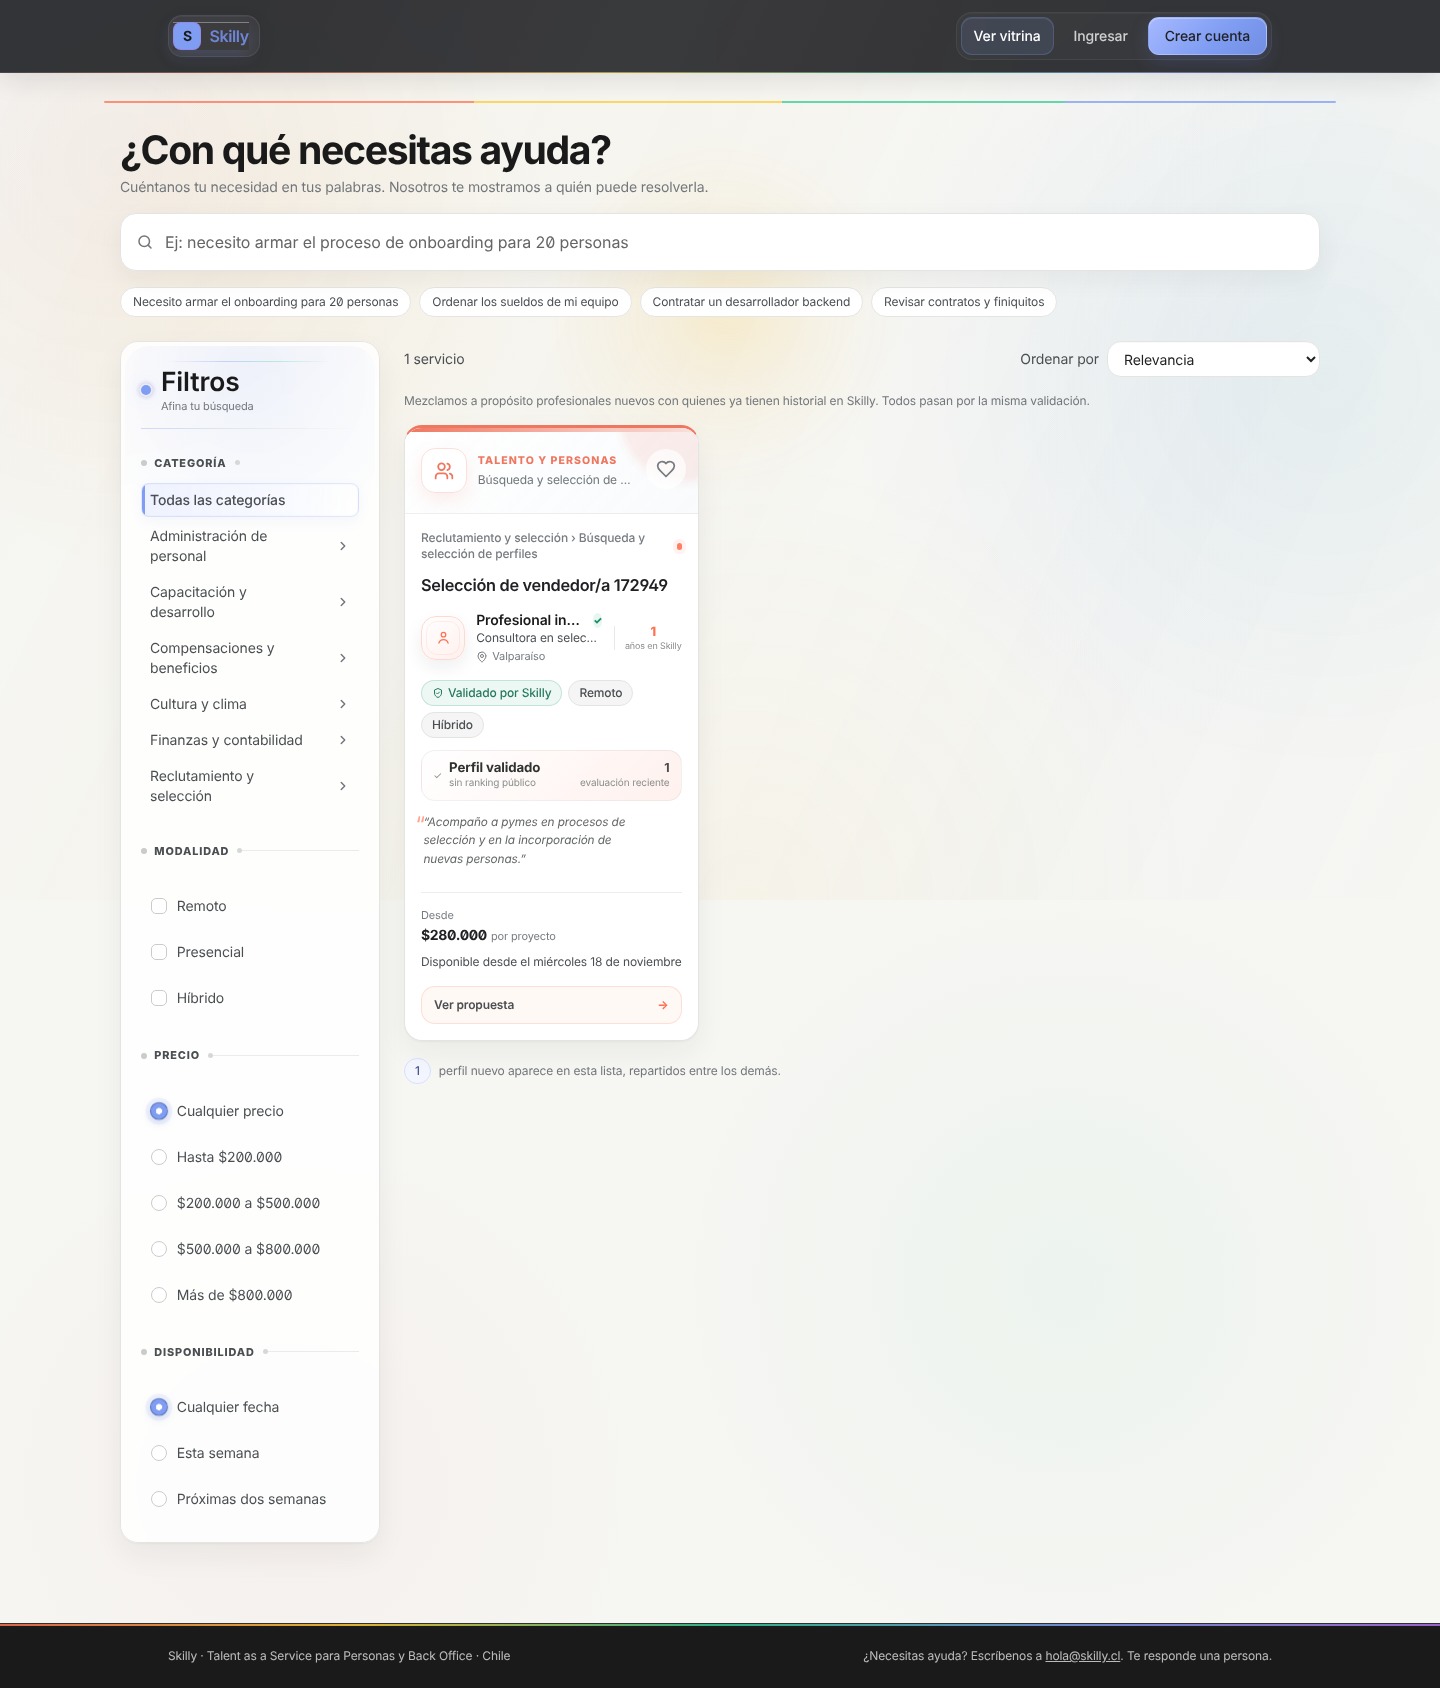 S Skilly
Ver vitrina
Ingresar
Crear cuenta
¿Con qué necesitas ayuda?
Cuéntanos tu necesidad en tus palabras. Nosotros te mostramos a quién puede resolverla.
Ej: necesito armar el proceso de onboarding para 20 personas
Necesito armar el onboarding para 20 personas
Ordenar los sueldos de mi equipo
Contratar un desarrollador backend
Revisar contratos y finiquitos
Filtros
Afina tu búsqueda
CATEGORÍA
Todas las categorías
Administración de
personal
Capacitación y
desarrollo
Compensaciones y
beneficios
Cultura y clima
Finanzas y contabilidad
Reclutamiento y
selección
MODALIDAD
Remoto
Presencial
Híbrido
PRECIO
Cualquier precio
Hasta $200.000
$200.000 a $500.000
$500.000 a $800.000
Más de $800.000
DISPONIBILIDAD
Cualquier fecha
Esta semana
Próximas dos semanas
1 servicio
Ordenar por
Relevancia
Mezclamos a propósito profesionales nuevos con quienes ya tienen historial en Skilly. Todos pasan por la misma validación.
TALENTO Y PERSONAS
Búsqueda y selección de ...
Reclutamiento y selección › Búsqueda y
selección de perfiles
Selección de vendedor/a 172949
Profesional in...
Consultora en selec...
Valparaíso
1
años en Skilly
Validado por Skilly
Remoto
Híbrido
Perfil validado
sin ranking público
1
evaluación reciente
"“Acompaño a pymes en procesos de
selección y en la incorporación de
nuevas personas.”
Desde
$280.000 por proyecto
Disponible desde el miércoles 18 de noviembre
Ver propuesta →
1 perfil nuevo aparece en esta lista, repartidos entre los demás.
Skilly · Talent as a Service para Personas y Back Office · Chile
¿Necesitas ayuda? Escríbenos a hola@skilly.cl. Te responde una persona.